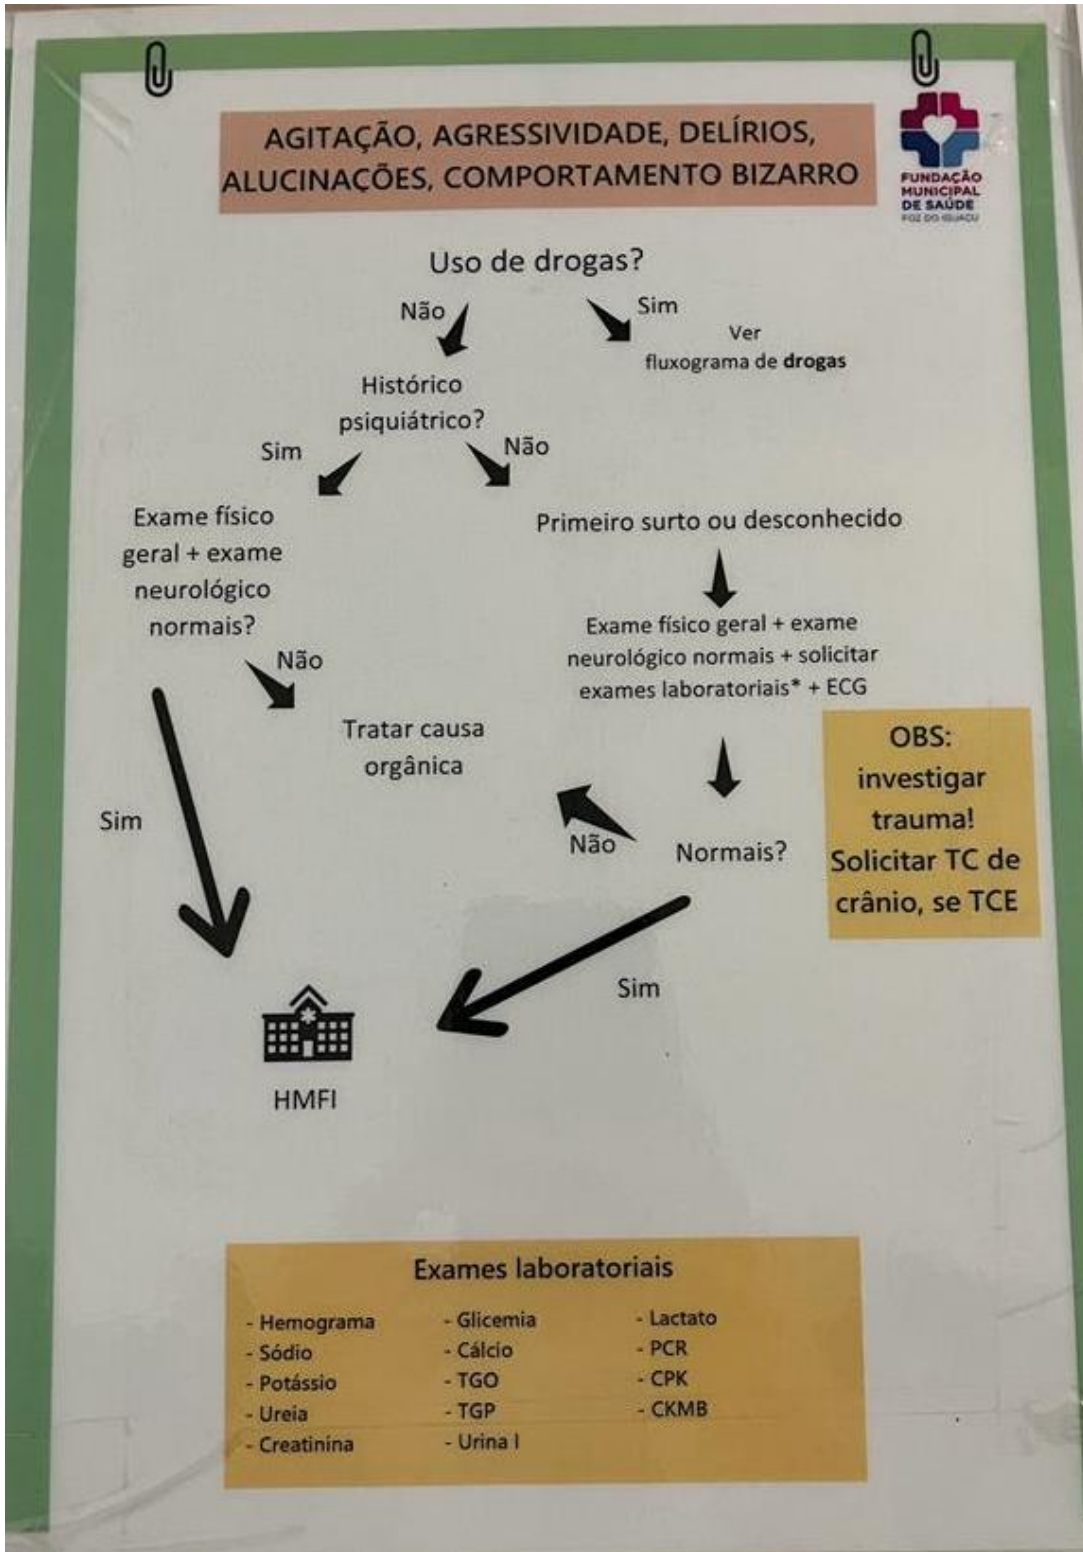 AGITAÇÃO, AGRESSIVIDADE, DELÍRIOS,
ALUCINAÇÕES, COMPORTAMENTO BIZARRO
FUNDAÇÃO
MUNICIPAL
DE SAÚDE
FOZ DO IGUAÇU
Uso de drogas?
Não
Sim
Ver
fluxograma de drogas
Histórico
psiquiátrico?
Sim
Não
Exame físico
geral + exame
neurológico
normais?
Primeiro surto ou desconhecido
Exame físico geral + exame
neurológico normais + solicitar
exames laboratoriais* + ECG
Não
Tratar causa
orgânica
OBS:
investigar
trauma!
Solicitar TC de
crânio, se TCE
Sim
Não
Normais?
Sim
HMFI
Exames laboratoriais
- Hemograma
- Sódio
- Potássio
- Ureia
- Creatinina
- Glicemia
- Cálcio
- TGO
- TGP
- Urina I
- Lactato
- PCR
- CPK
- CKMB